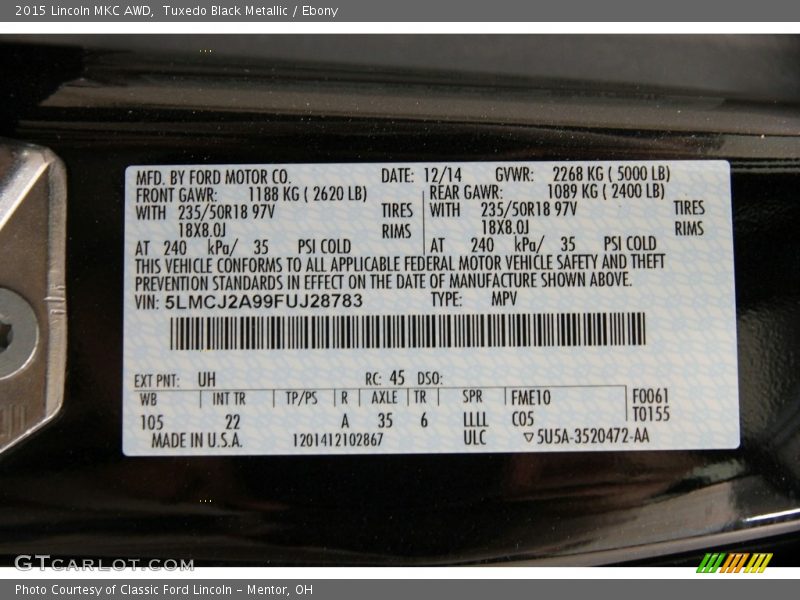 2015 Lincoln MKC AWD,  Tuxedo Black Metallic / Ebony
MFD. BY FORD MOTOR CO. DATE: 12/14 GVWR: 2268 KG ( 5000 LB)
FRONT GAWR: 1188 KG ( 2620 LB) REAR GAWR: 1089 KG ( 2400 LB)
WITH 235/50R18 97V TIRES WITH 235/50R18 97V TIRES
18X8.0J RIMS 18X8.0J RIMS
AT 240 kPa/ 35 PSI COLD AT 240 kPa/ 35 PSI COLD
THIS VEHICLE CONFORMS TO ALL APPLICABLE FEDERAL MOTOR VEHICLE SAFETY AND THEFT
PREVENTION STANDARDS IN EFFECT ON THE DATE OF MANUFACTURE SHOWN ABOVE.
VIN: 5LMCJ2A99FUJ28783 TYPE: MPV
EXT PNT: UH RC: 45 DSO:
WB INT TR TP/PS R AXLE TR SPR FME10 F0061
105 22 A 35 6 LLLL C05 T0155
MADE IN U.S.A. 1201412102867 ULC ▽5U5A-3520472-AA
GTCARLOT.COM
Photo Courtesy of Classic Ford Lincoln – Mentor, OH